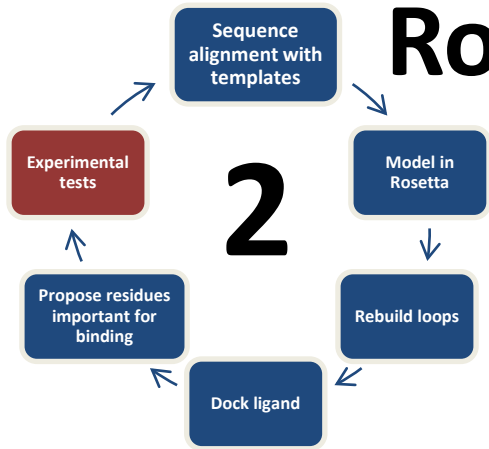 Sequence
alignment with
templates
Ro
Experimental
tests
2
Model in
Rosetta
Propose residues
important for
binding
Rebuild loops
Dock ligand